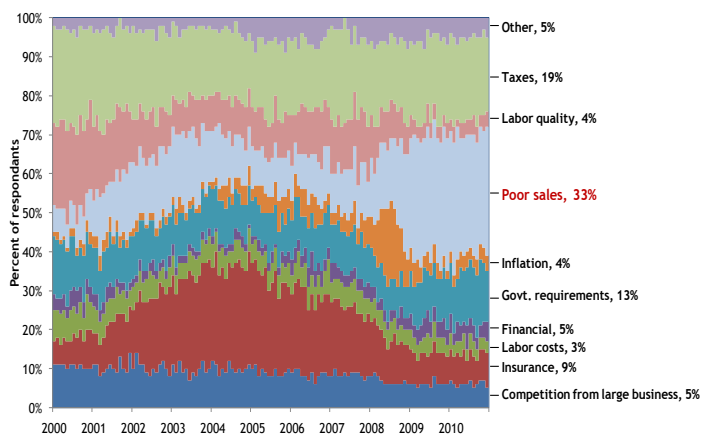 100%
90%
80%
70%
60%
50%
40%
30%
20%
10%
0%
Percent of respondents
2000 2001 2002 2003 2004 2005 2006 2007 2008 2009 2010
Other, 5%
Taxes, 19%
Labor quality, 4%
Poor sales, 33%
Inflation, 4%
Govt. requirements, 13%
Financial, 5%
Labor costs, 3%
Insurance, 9%
Competition from large business, 5%